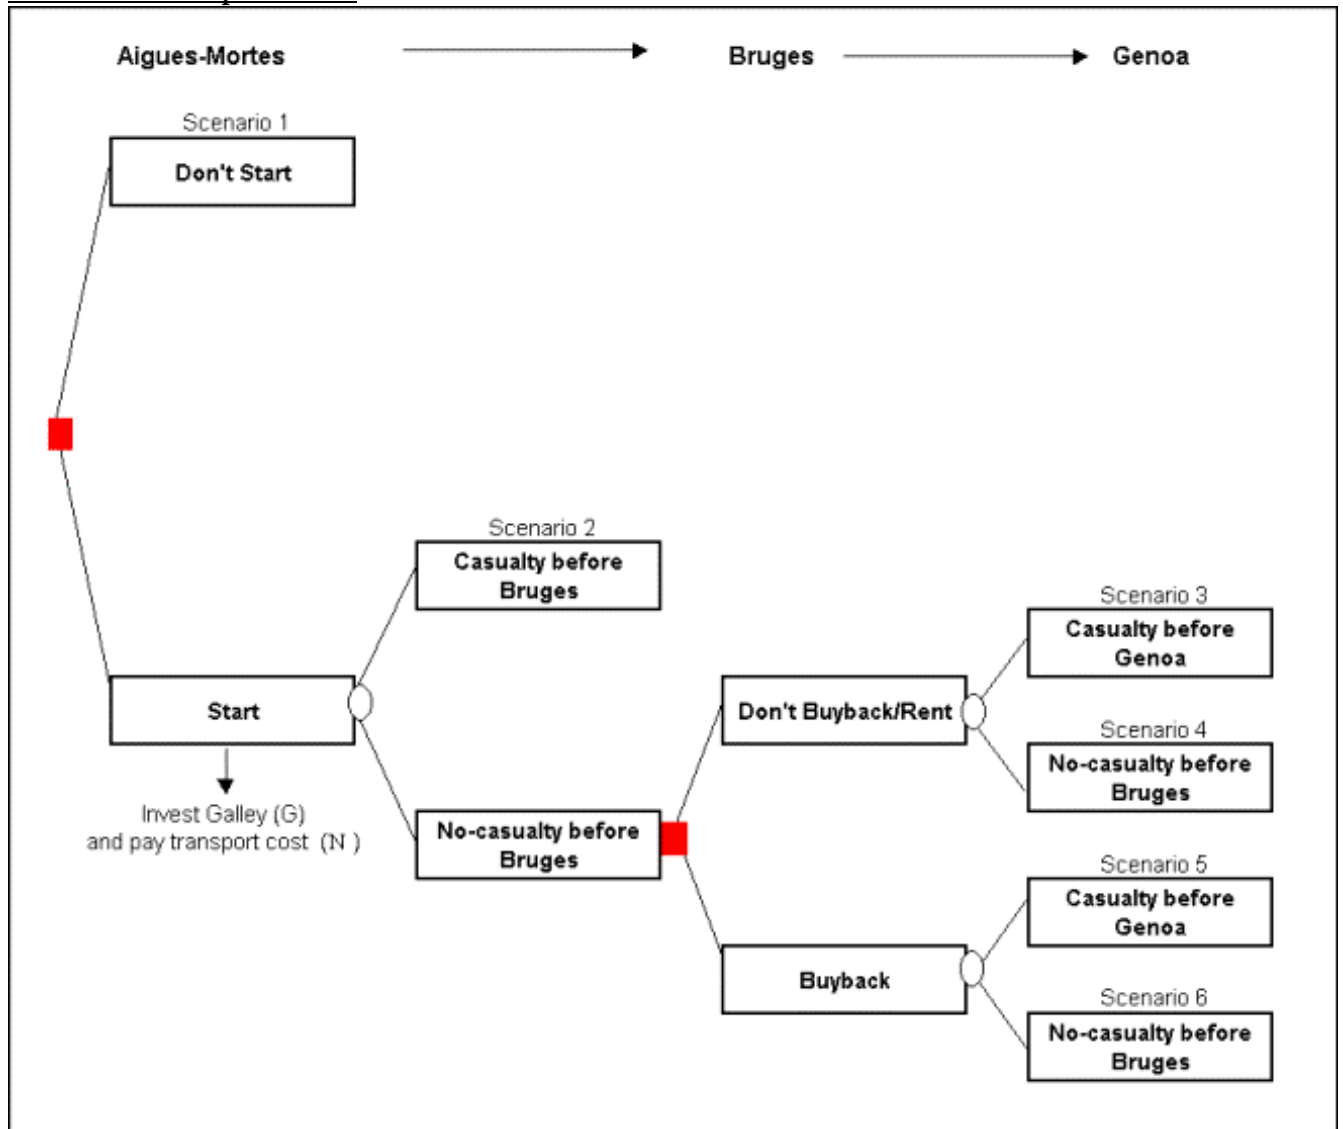 Aigues-Mortes Bruges Genoa
Scenario 1
Don't Start
Scenario 2
Casualty before
Bruges
Scenario 3
Casualty before
Genoa
Start
Don't Buyback/Rent
Scenario 4
No-casualty before
Bruges
Invest Galley (G)
and pay transport cost (N )
No-casualty before
Bruges
Scenario 5
Casualty before
Genoa
Buyback
Scenario 6
No-casualty before
Bruges